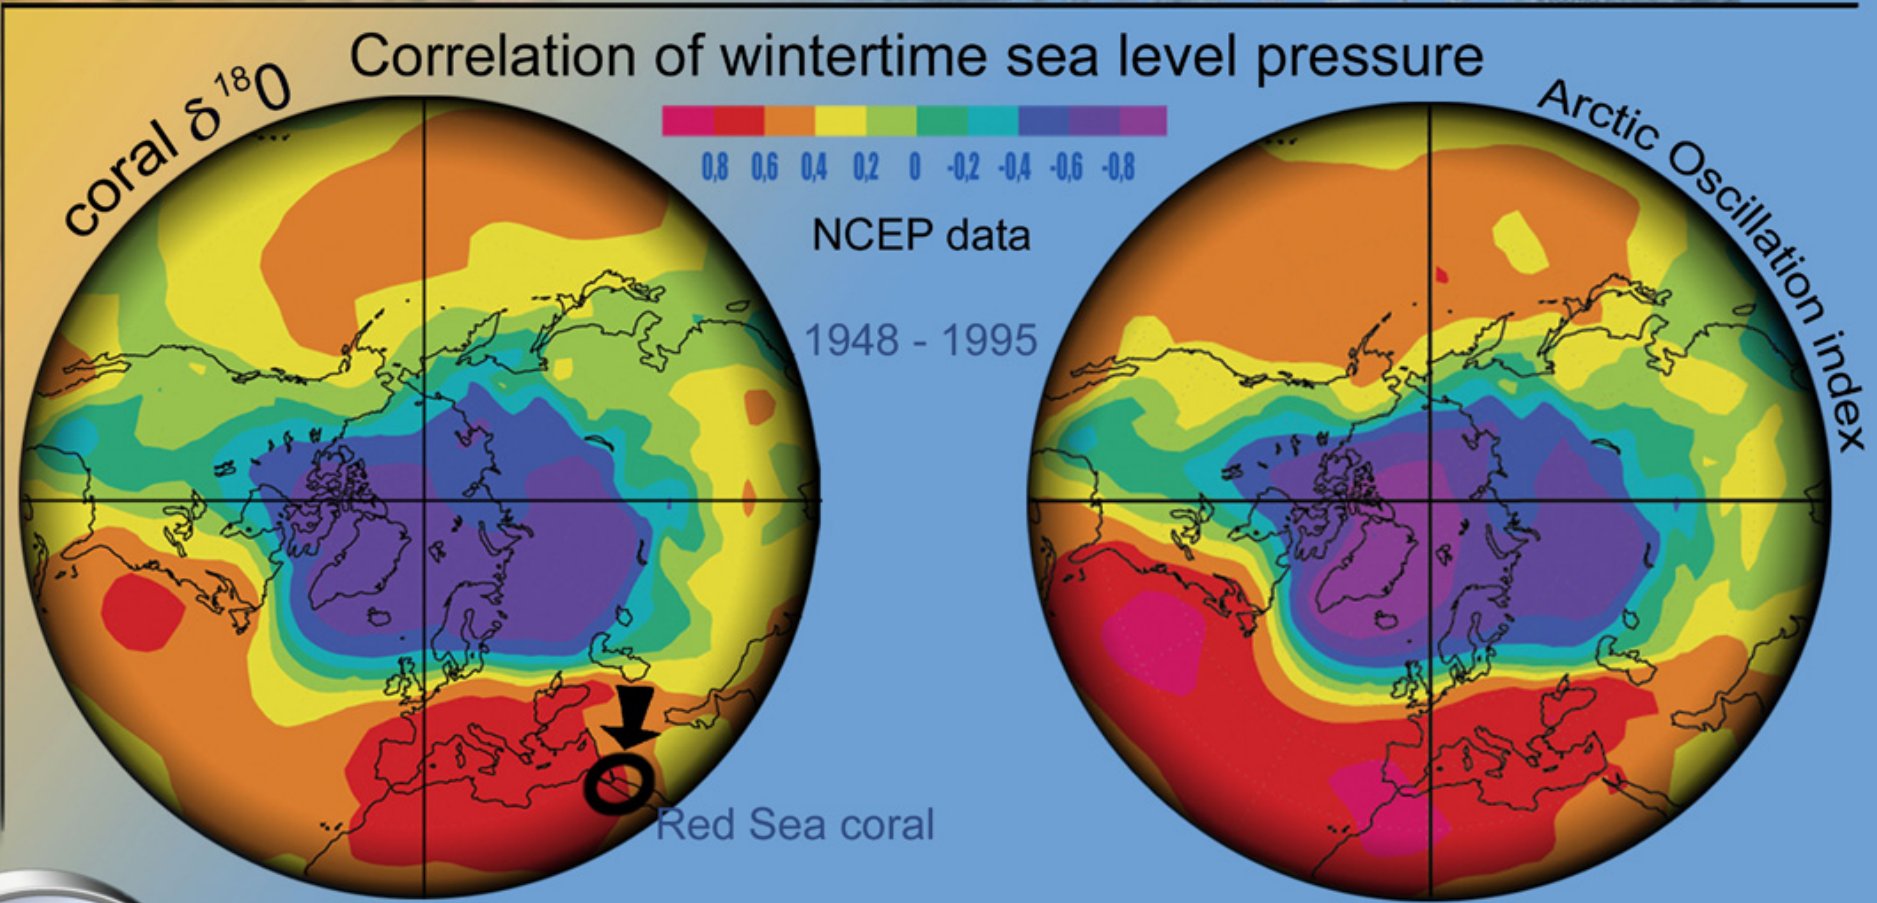 Correlation of wintertime sea level pressure
coral δ ¹⁸O
Arctic Oscillation index
0,8 0,6 0,4 0,2 0 -0,2 -0,4 -0,6 -0,8
NCEP data
1948 - 1995
Red Sea coral